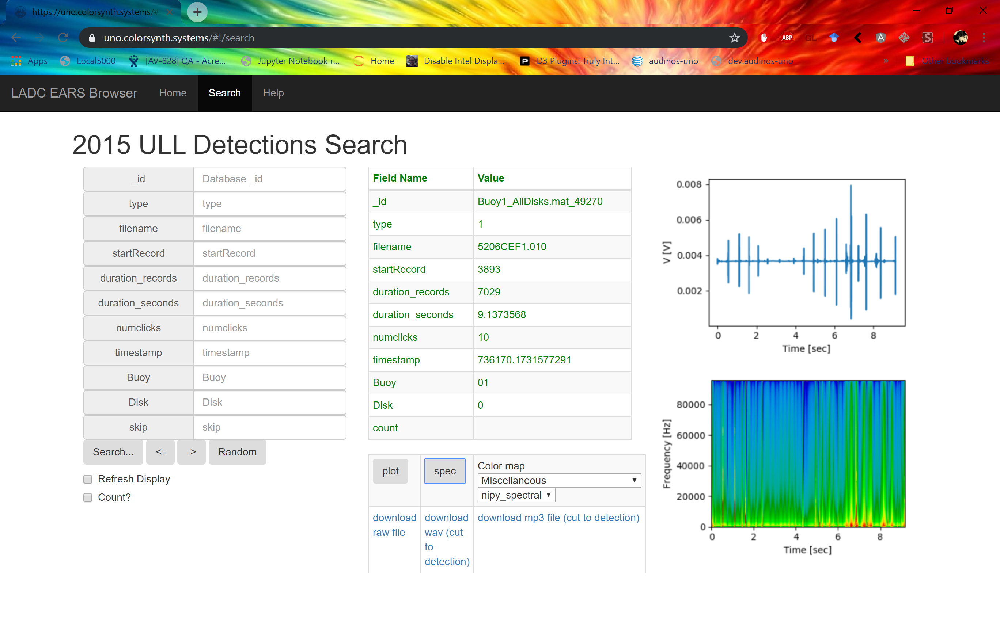 https://uno.colorsynth.systems/#
uno.colorsynth.systems/#!/search
ABP
GL
A
S
Apps
Local5000
[AV-828] QA - Acre...
Jupyter Notebook r...
Home
Disable Intel Displa...
P
D3 Plugins: Truly Int...
audinos-uno
dev.audinos-uno
»
Other bookmarks
LADC EARS Browser
Home
Search
Help
2015 ULL Detections Search
_id
Database _id
type
type
filename
filename
startRecord
startRecord
duration_records
duration_records
duration_seconds
duration_seconds
numclicks
numclicks
timestamp
timestamp
Buoy
Buoy
Disk
Disk
skip
skip
Search...
<-
->
Random
Refresh Display
Count?
Field Name Value
_id Buoy1_AllDisks.mat_49270
type 1
filename 5206CEF1.010
startRecord 3893
duration_records 7029
duration_seconds 9.1373568
numclicks 10
timestamp 736170.1731577291
Buoy 01
Disk 0
count
plot
spec
Color map
Miscellaneous
nipy_spectral
download
raw file
download
wav (cut
to
detection)
download mp3 file (cut to detection)
0.008
0.006
0.004
0.002
V [V]
0 2 4 6 8
Time [sec]
80000
60000
40000
20000
0
Frequency [Hz]
0 2 4 6 8
Time [sec]